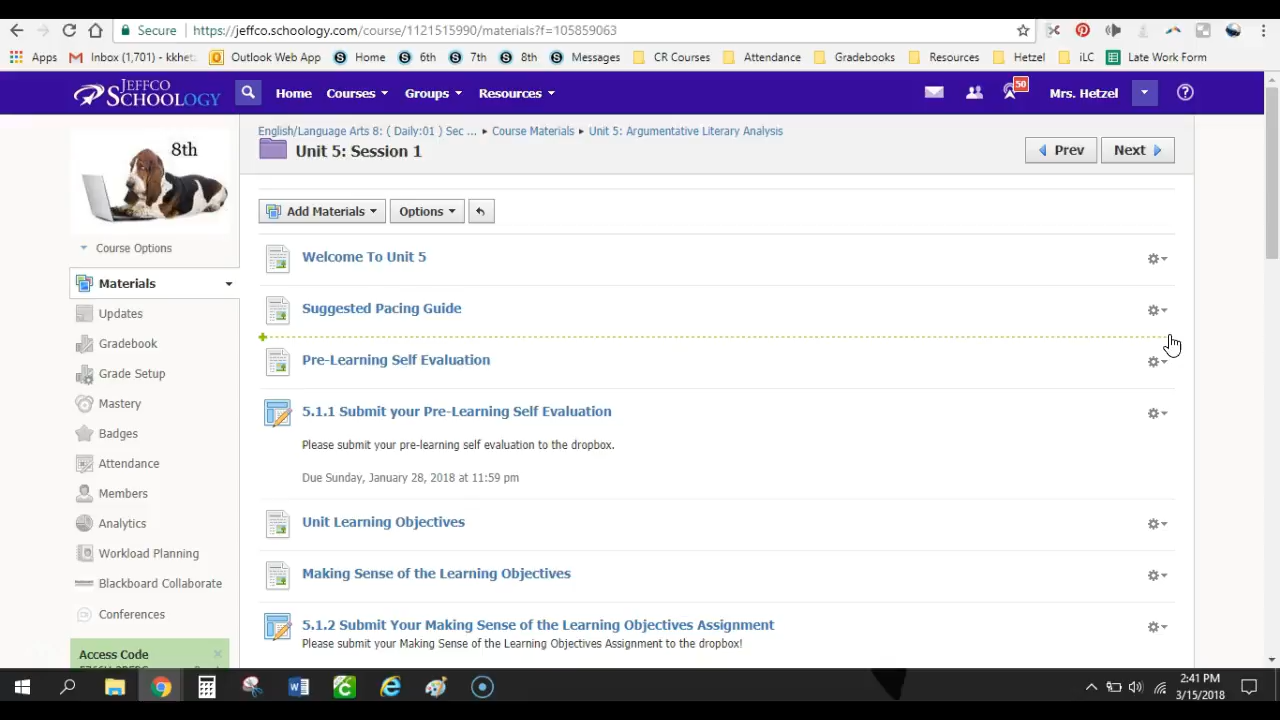 Secure
https://jeffco.schoology.com/course/1121515990/materials?f=105859063
Apps
Inbox (1,701) - kkhet
Outlook Web App
Home
6th
7th
8th
Messages
CR Courses
Attendance
Gradebooks
Resources
Hetzel
iLC
Late Work Form
JEFFCO
SCHOOLOGY
Home
Courses
Groups
Resources
50
Mrs. Hetzel
8th
English/Language Arts 8: ( Daily:01 ) Sec ...
Course Materials
Unit 5: Argumentative Literary Analysis
Unit 5: Session 1
Prev
Next
Course Options
Materials
Updates
Gradebook
Grade Setup
Mastery
Badges
Attendance
Members
Analytics
Workload Planning
Blackboard Collaborate
Conferences
Access Code
Add Materials
Options
Welcome To Unit 5
Suggested Pacing Guide
Pre-Learning Self Evaluation
5.1.1 Submit your Pre-Learning Self Evaluation
Please submit your pre-learning self evaluation to the dropbox.
Due Sunday, January 28, 2018 at 11:59 pm
Unit Learning Objectives
Making Sense of the Learning Objectives
5.1.2 Submit Your Making Sense of the Learning Objectives Assignment
Please submit your Making Sense of the Learning Objectives Assignment to the dropbox!
2:41 PM
3/15/2018